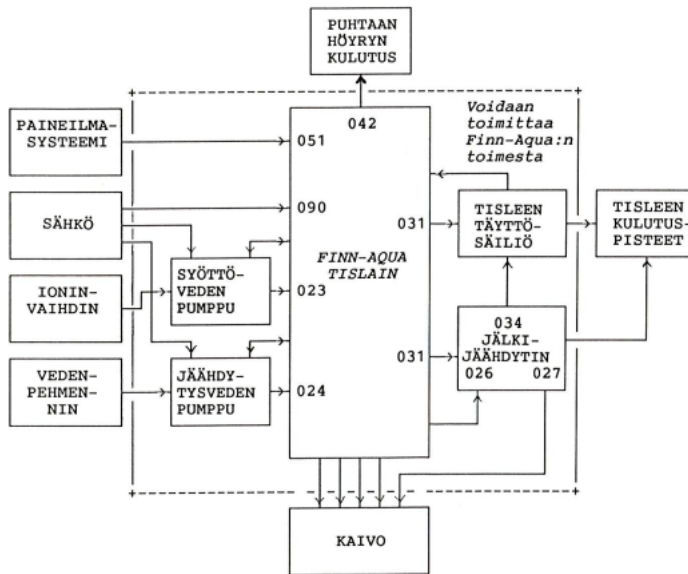 PUHTAAN
HÖYRYN
KULUTUS
Voidaan
toimittaa
Finn-Aqua:n
toimesta
PAINEILMA-
SYSTEEMI
051
042
SÄHKÖ
090
031
TISLEEN
TÄYTTÖ-
SÄILIÖ
TISLEEN
KULUTUS-
PISTEET
FINN-AQUA
TISLAIN
IONIN-
VAIHDIN
SYÖTTÖ-
VEDEN
PUMPPU
023
VEDEN-
PEHMEN-
NIN
JÄÄHDY-
TYSVEDEN
PUMPPU
024
031
034
JÄLKI-
JÄÄHDYTIN
026 027
KAIVO